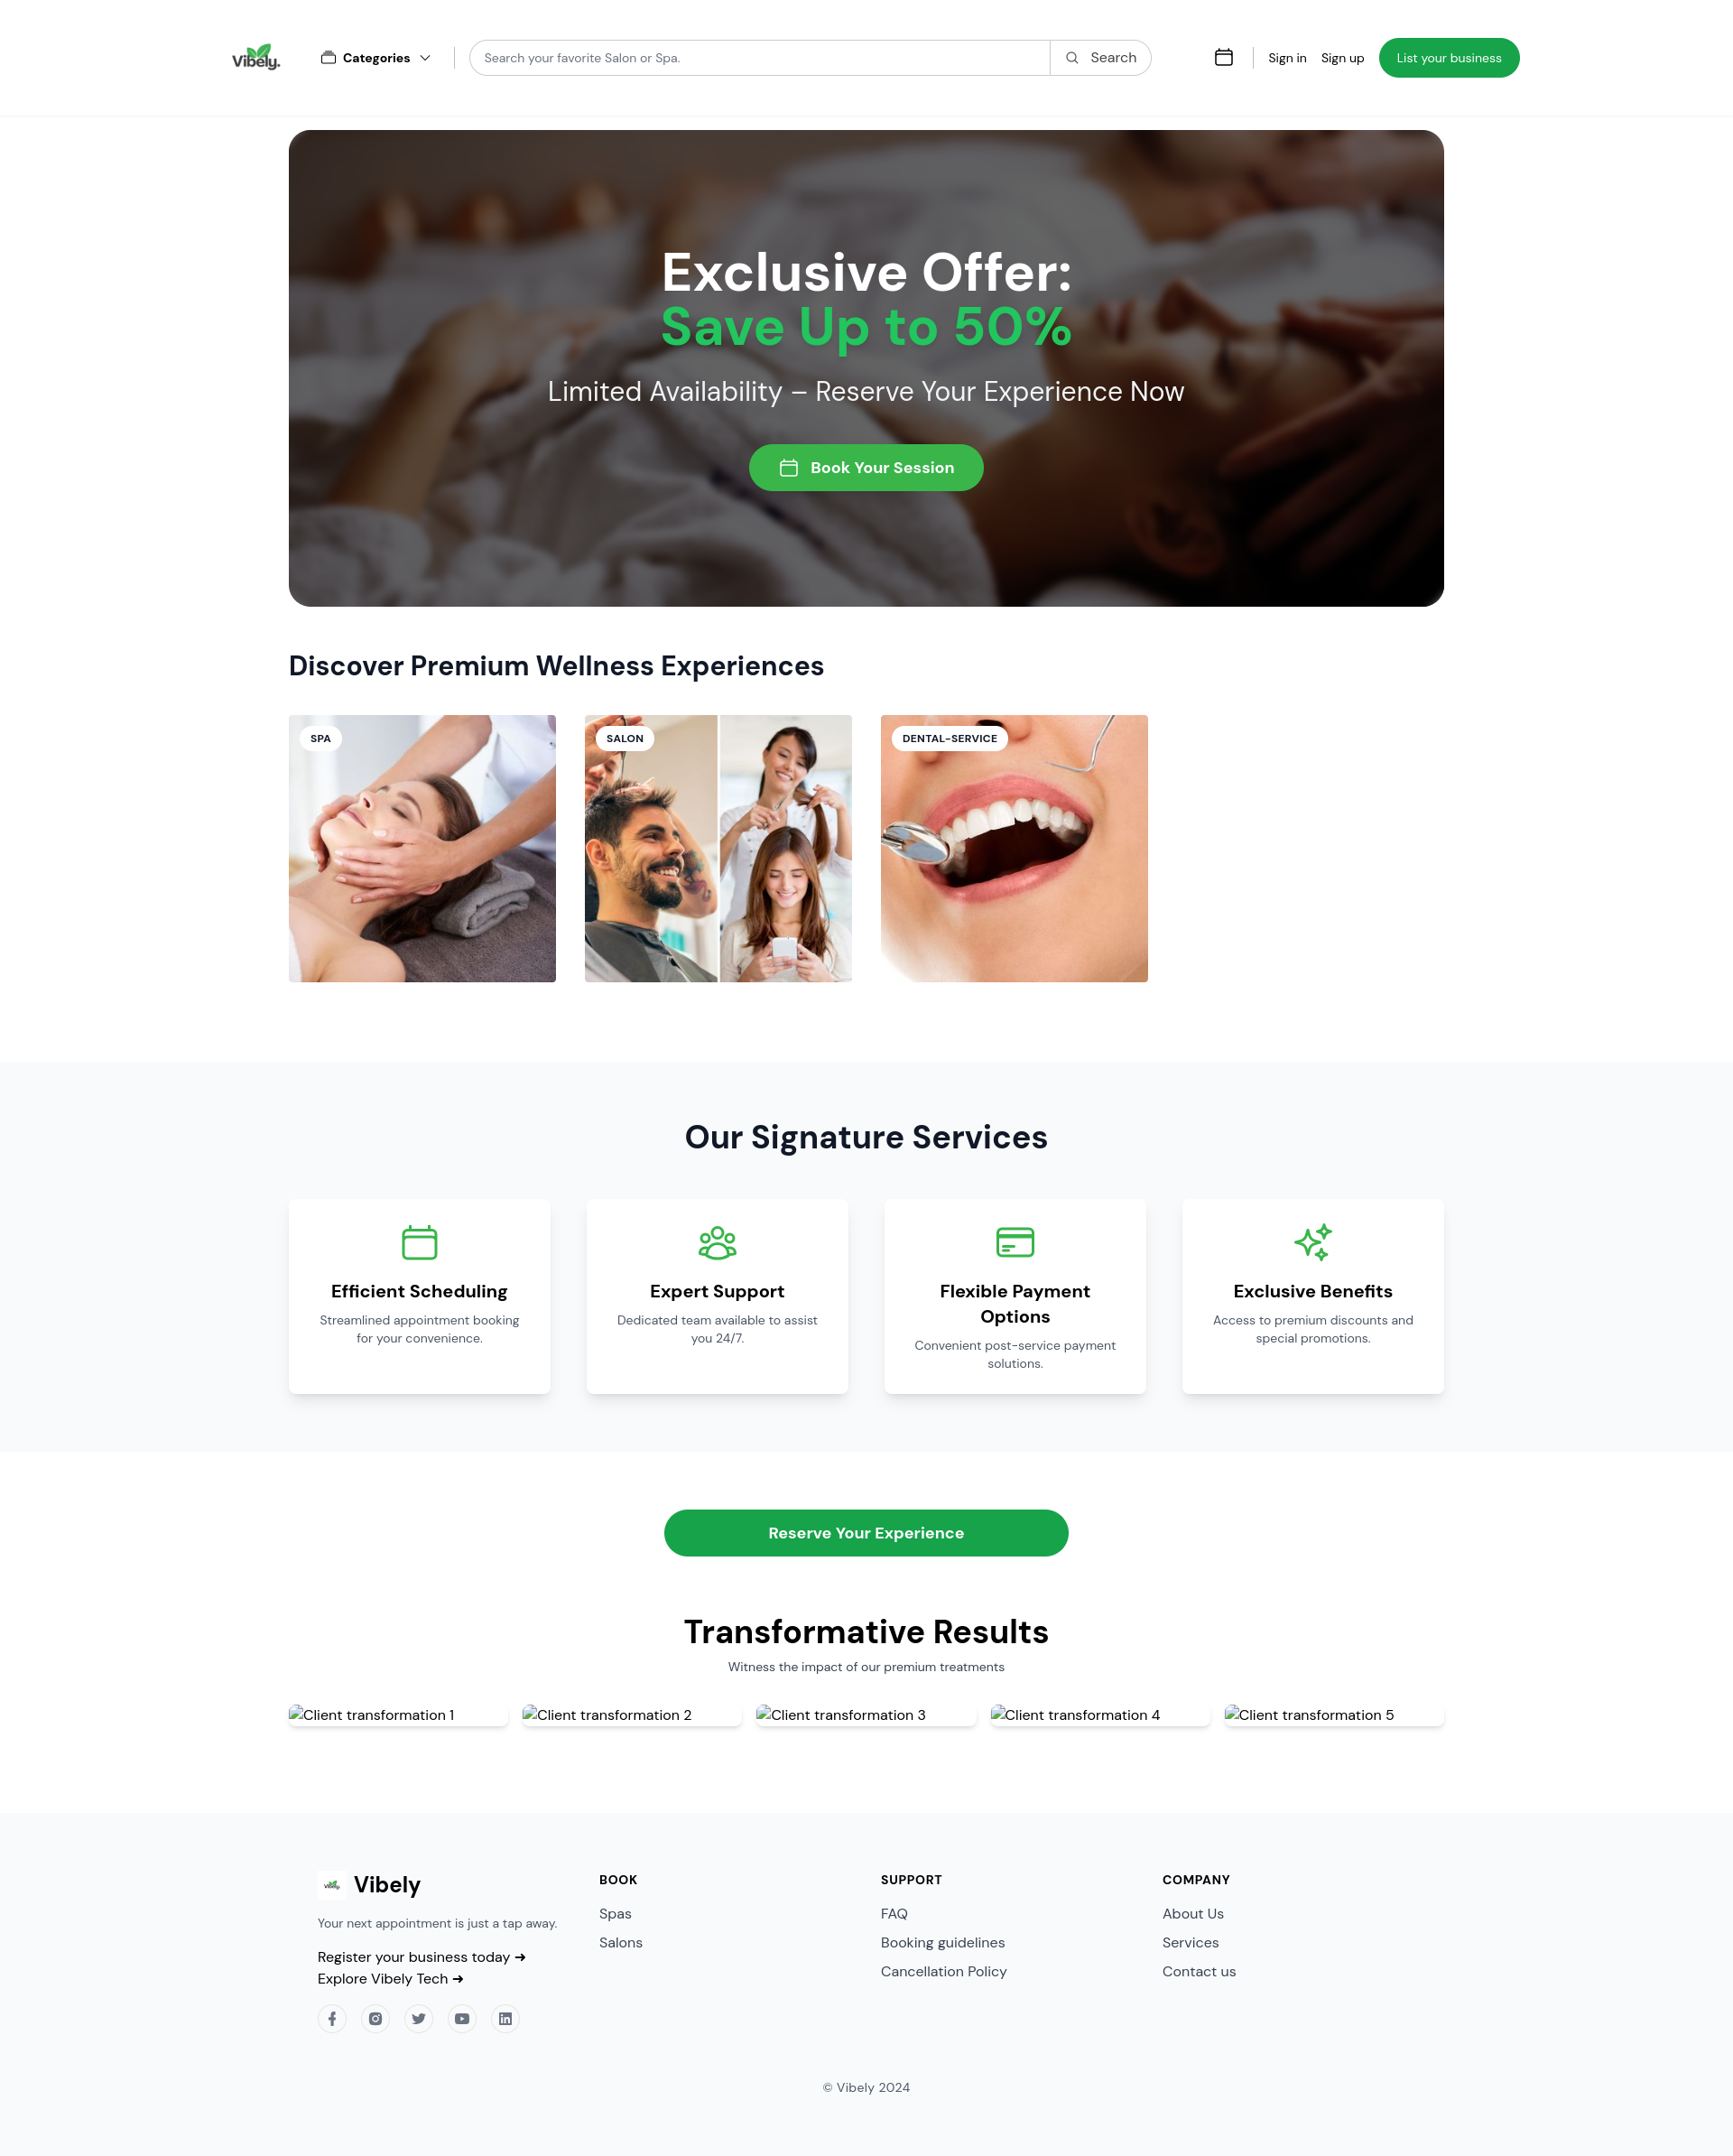 Vibely.
Categories
Search your favorite Salon or Spa.
Search
Sign in
Sign up
List your business
Exclusive Offer:
Save Up to 50%
Limited Availability – Reserve Your Experience Now
Book Your Session
Discover Premium Wellness Experiences
SPA
SALON
DENTAL-SERVICE
Our Signature Services
Efficient Scheduling
Streamlined appointment booking
for your convenience.
Expert Support
Dedicated team available to assist
you 24/7.
Flexible Payment
Options
Convenient post-service payment
solutions.
Exclusive Benefits
Access to premium discounts and
special promotions.
Reserve Your Experience
Transformative Results
Witness the impact of our premium treatments
Client transformation 1
Client transformation 2
Client transformation 3
Client transformation 4
Client transformation 5
Vibely.
Vibely
Your next appointment is just a tap away.
Register your business today ➜
Explore Vibely Tech ➜
BOOK
Spas
Salons
SUPPORT
FAQ
Booking guidelines
Cancellation Policy
COMPANY
About Us
Services
Contact us
© Vibely 2024